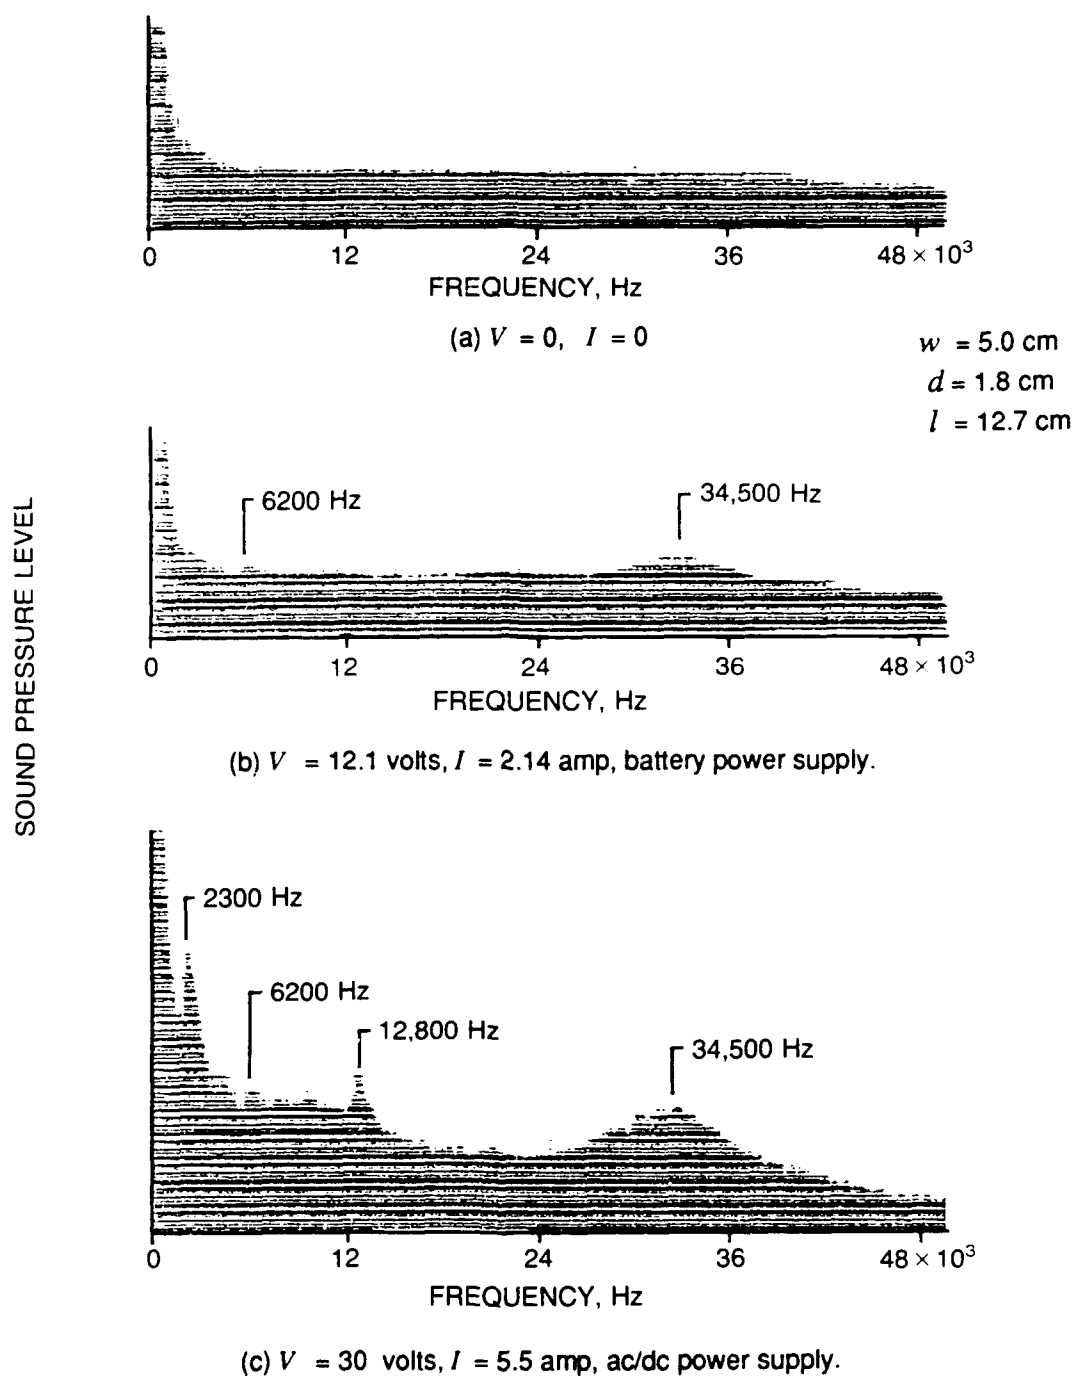 0 12 24 36 48 × 10³
FREQUENCY, Hz
(a) V = 0, I = 0
w = 5.0 cm
d = 1.8 cm
l = 12.7 cm
SOUND PRESSURE LEVEL
6200 Hz
34,500 Hz
0 12 24 36 48 × 10³
FREQUENCY, Hz
(b) V = 12.1 volts, I = 2.14 amp, battery power supply.
2300 Hz
6200 Hz
12,800 Hz
34,500 Hz
0 12 24 36 48 × 10³
FREQUENCY, Hz
(c) V = 30 volts, I = 5.5 amp, ac/dc power supply.